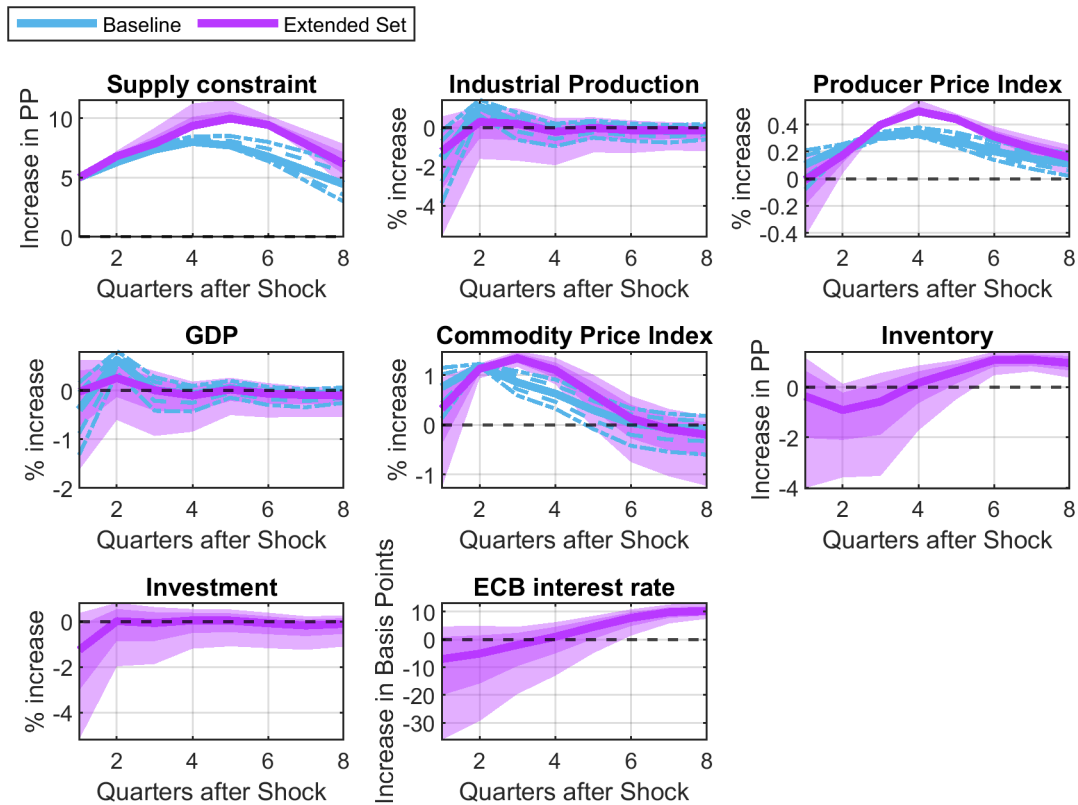 Baseline Extended Set
Supply constraint
Increase in PP
10
5
0
2 4 6 8
Quarters after Shock
Industrial Production
% increase
0
-2
-4
2 4 6 8
Quarters after Shock
Producer Price Index
% increase
0.4
0.2
0
-0.2
-0.4
2 4 6 8
Quarters after Shock
GDP
% increase
0
-1
-2
2 4 6 8
Quarters after Shock
Commodity Price Index
% increase
1
0
-1
2 4 6 8
Quarters after Shock
Inventory
Increase in PP
0
-2
-4
2 4 6 8
Quarters after Shock
Investment
% increase
0
-2
-4
2 4 6 8
Quarters after Shock
ECB interest rate
Increase in Basis Points
10
0
-10
-20
-30
2 4 6 8
Quarters after Shock